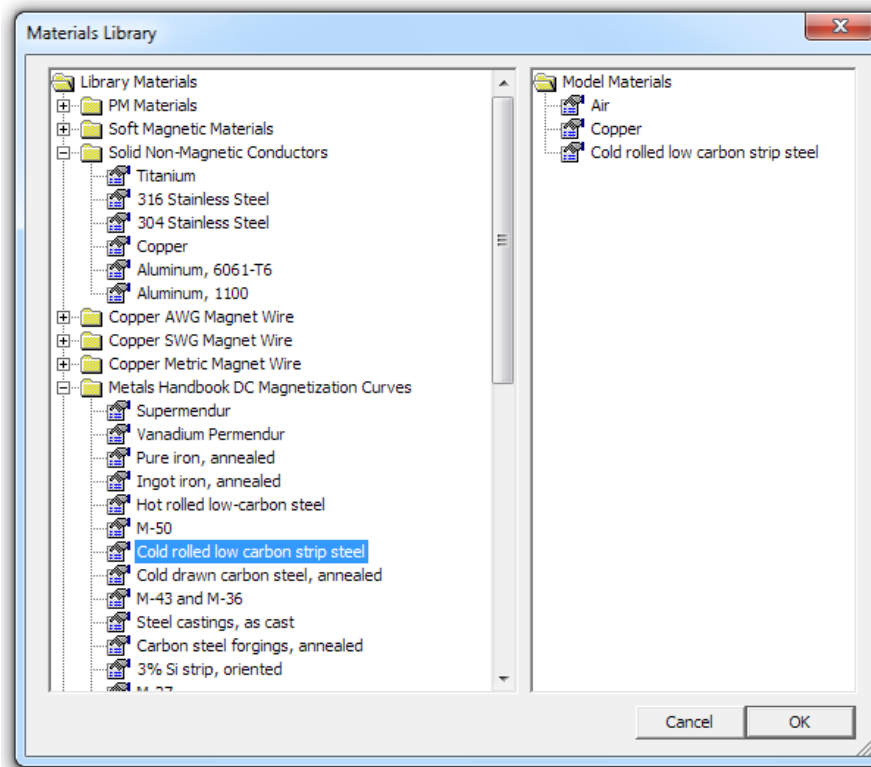 Materials Library
Library Materials
PM Materials
Soft Magnetic Materials
Solid Non-Magnetic Conductors
Titanium
316 Stainless Steel
304 Stainless Steel
Copper
Aluminum, 6061-T6
Aluminum, 1100
Copper AWG Magnet Wire
Copper SWG Magnet Wire
Copper Metric Magnet Wire
Metals Handbook DC Magnetization Curves
Supermendur
Vanadium Permendur
Pure iron, annealed
Ingot iron, annealed
Hot rolled low-carbon steel
M-50
Cold rolled low carbon strip steel
Cold drawn carbon steel, annealed
M-43 and M-36
Steel castings, as cast
Carbon steel forgings, annealed
3% Si strip, oriented
Model Materials
Air
Copper
Cold rolled low carbon strip steel
Cancel
OK